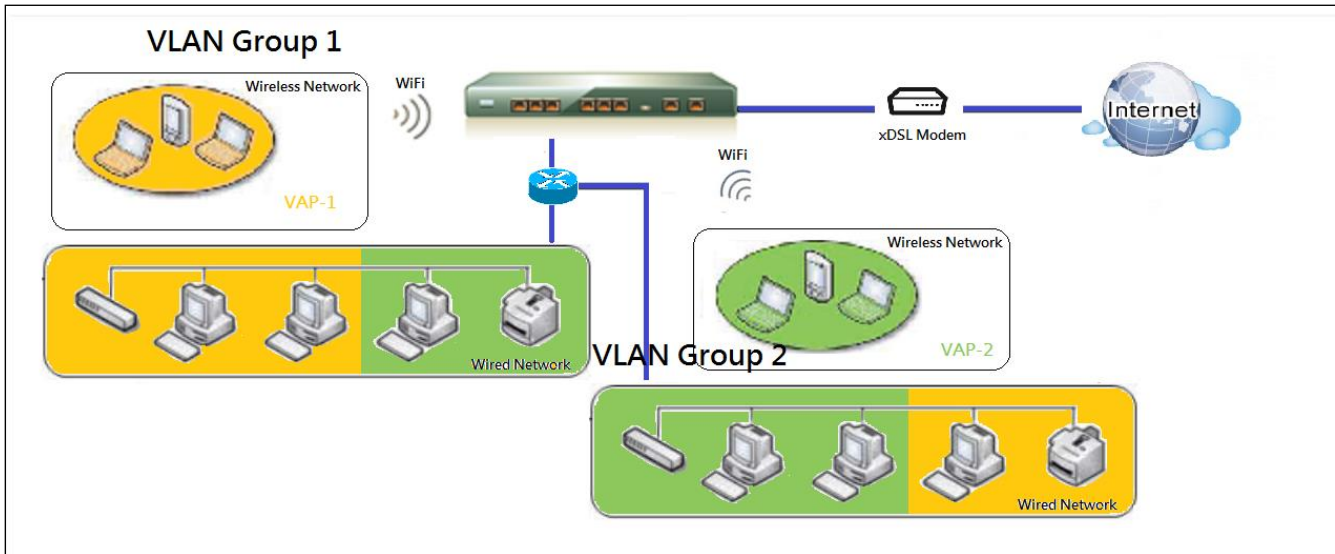 VLAN Group 1
Wireless Network
WiFi
VAP-1
xDSL Modem
Internet
WiFi
Wireless Network
VAP-2
Wired Network
VLAN Group 2
Wired Network